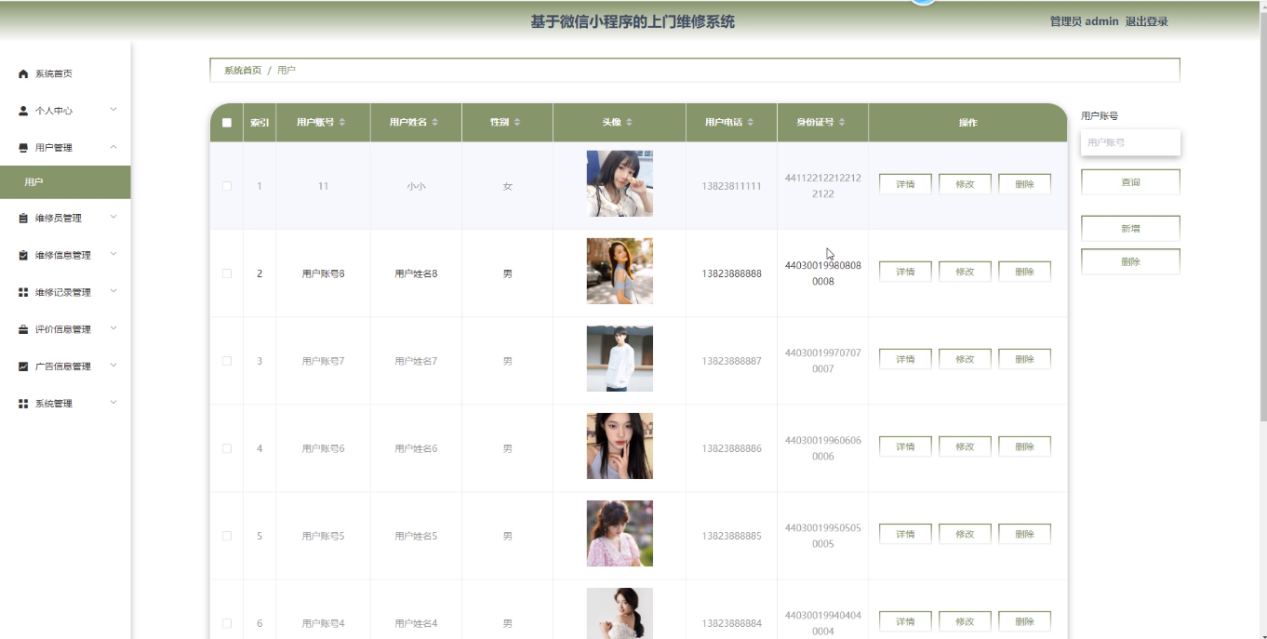 基于微信小程序的上门维修系统
管理员 admin 退出登录
系统首页
个人中心
用户管理
用户
维修员管理
维修信息管理
维修记录管理
评价信息管理
广告信息管理
系统管理
系统首页 / 用户
索引 用户账号 用户姓名 性别 头像 用户电话 身份证号 操作
1 11 小小 女 13823811111 44112212212212
2122
详情 修改 删除
2 用户账号8 用户姓名8 男 13823888888 44030019980808
0008
详情 修改 删除
3 用户账号7 用户姓名7 男 13823888887 44030019970707
0007
详情 修改 删除
4 用户账号6 用户姓名6 男 13823888886 44030019960606
0006
详情 修改 删除
5 用户账号5 用户姓名5 男 13823888885 44030019950505
0005
详情 修改 删除
6 用户账号4 用户姓名4 男 13823888884 44030019940404
0004
详情 修改 删除
用户账号
用户账号
查询
新增
删除